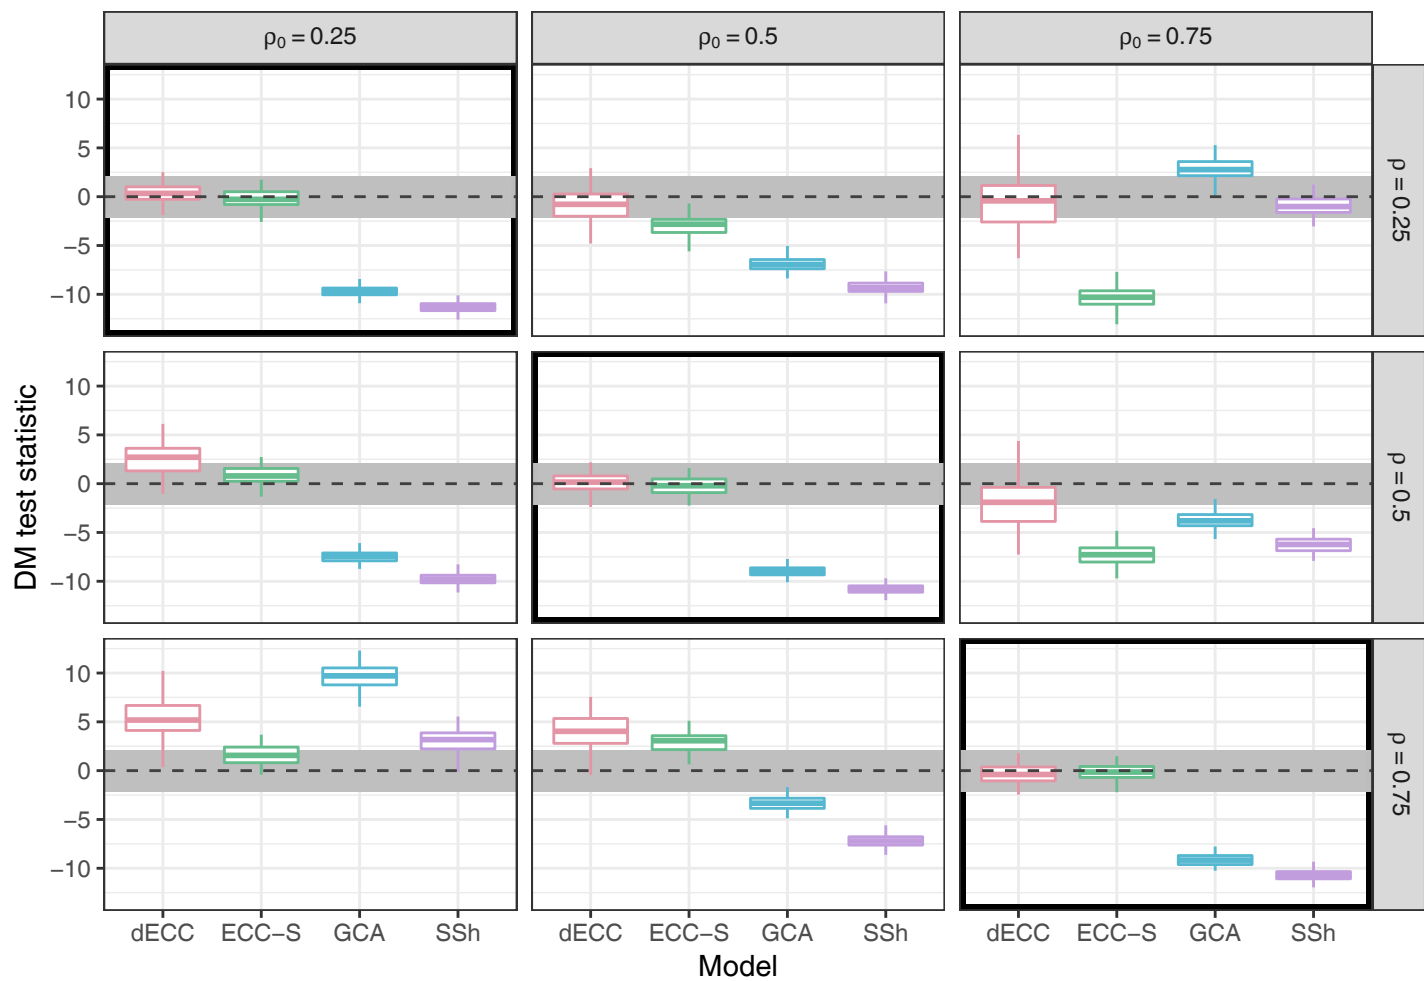 ρ₀ = 0.25
ρ₀ = 0.5
ρ₀ = 0.75
10
5
0
−5
−10
ρ = 0.25
DM test statistic
10
5
0
−5
−10
ρ = 0.5
10
5
0
−5
−10
ρ = 0.75
dECC ECC−S GCA SSh
dECC ECC−S GCA SSh
dECC ECC−S GCA SSh
Model